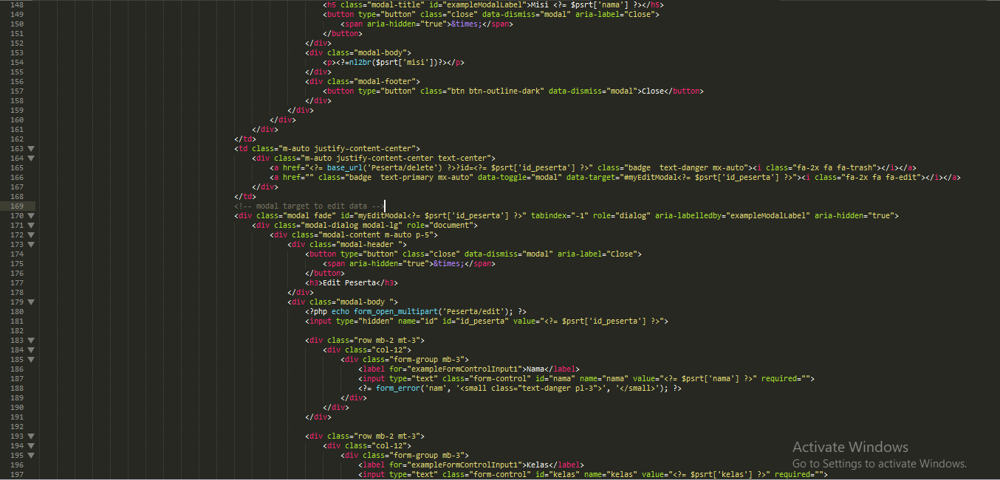 148 <h5 class="modal-title" id="exampleModalLabel">Misi <?= $psrt['nama'] ?></h5>
149 <button type="button" class="close" data-dismiss="modal" aria-label="Close">
150 <span aria-hidden="true">&times;</span>
151 </button>
152 </div>
153 <div class="modal-body">
154 <p><?=nl2br($psrt['misi'])?></p>
155 </div>
156 <div class="modal-footer">
157 <button type="button" class="btn btn-outline-dark" data-dismiss="modal">Close</button>
158 </div>
159 </div>
160 </div>
161 </div>
162 </td>
163 <td class="m-auto justify-content-center">
164 <div class="m-auto justify-content-center text-center">
165 <a href="<?= base_url('Peserta/delete') ?>?id=<?= $psrt['id_peserta'] ?>" class="badge  text-danger mx-auto"><i class="fa-2x fa fa-trash"></i></a>
166 <a href="" class="badge  text-primary mx-auto" data-toggle="modal" data-target="#myEditModal<?= $psrt['id_peserta'] ?>"><i class="fa-2x fa fa-edit"></i></a>
167 </div>
168 </td>
169 <!-- modal target to edit data -->
170 <div class="modal fade" id="myEditModal<?= $psrt['id_peserta'] ?>" tabindex="-1" role="dialog" aria-labelledby="exampleModalLabel" aria-hidden="true">
171 <div class="modal-dialog modal-lg" role="document">
172 <div class="modal-content m-auto p-5">
173 <div class="modal-header ">
174 <button type="button" class="close" data-dismiss="modal" aria-label="Close">
175 <span aria-hidden="true">&times;</span>
176 </button>
177 <h3>Edit Peserta</h3>
178 </div>
179 <div class="modal-body ">
180 <?php echo form_open_multipart('Peserta/edit'); ?>
181 <input type="hidden" name="id" id="id_peserta" value="<?= $psrt['id_peserta'] ?>">
182
183 <div class="row mb-2 mt-3">
184 <div class="col-12">
185 <div class="form-group mb-3">
186 <label for="exampleFormControlInput1">Nama</label>
187 <input type="text" class="form-control" id="nama" name="nama" value="<?= $psrt['nama'] ?>" required="">
188 <?= form_error('nam', '<small class="text-danger pl-3">', '</small>'); ?>
189 </div>
190 </div>
191 </div>
192
193 <div class="row mb-2 mt-3">
194 <div class="col-12">
195 <div class="form-group mb-3">
196 <label for="exampleFormControlInput1">Kelas</label>
197 <input type="text" class="form-control" id="kelas" name="kelas" value="<?= $psrt['kelas'] ?>" required="">
Activate Windows
Go to Settings to activate Windows.